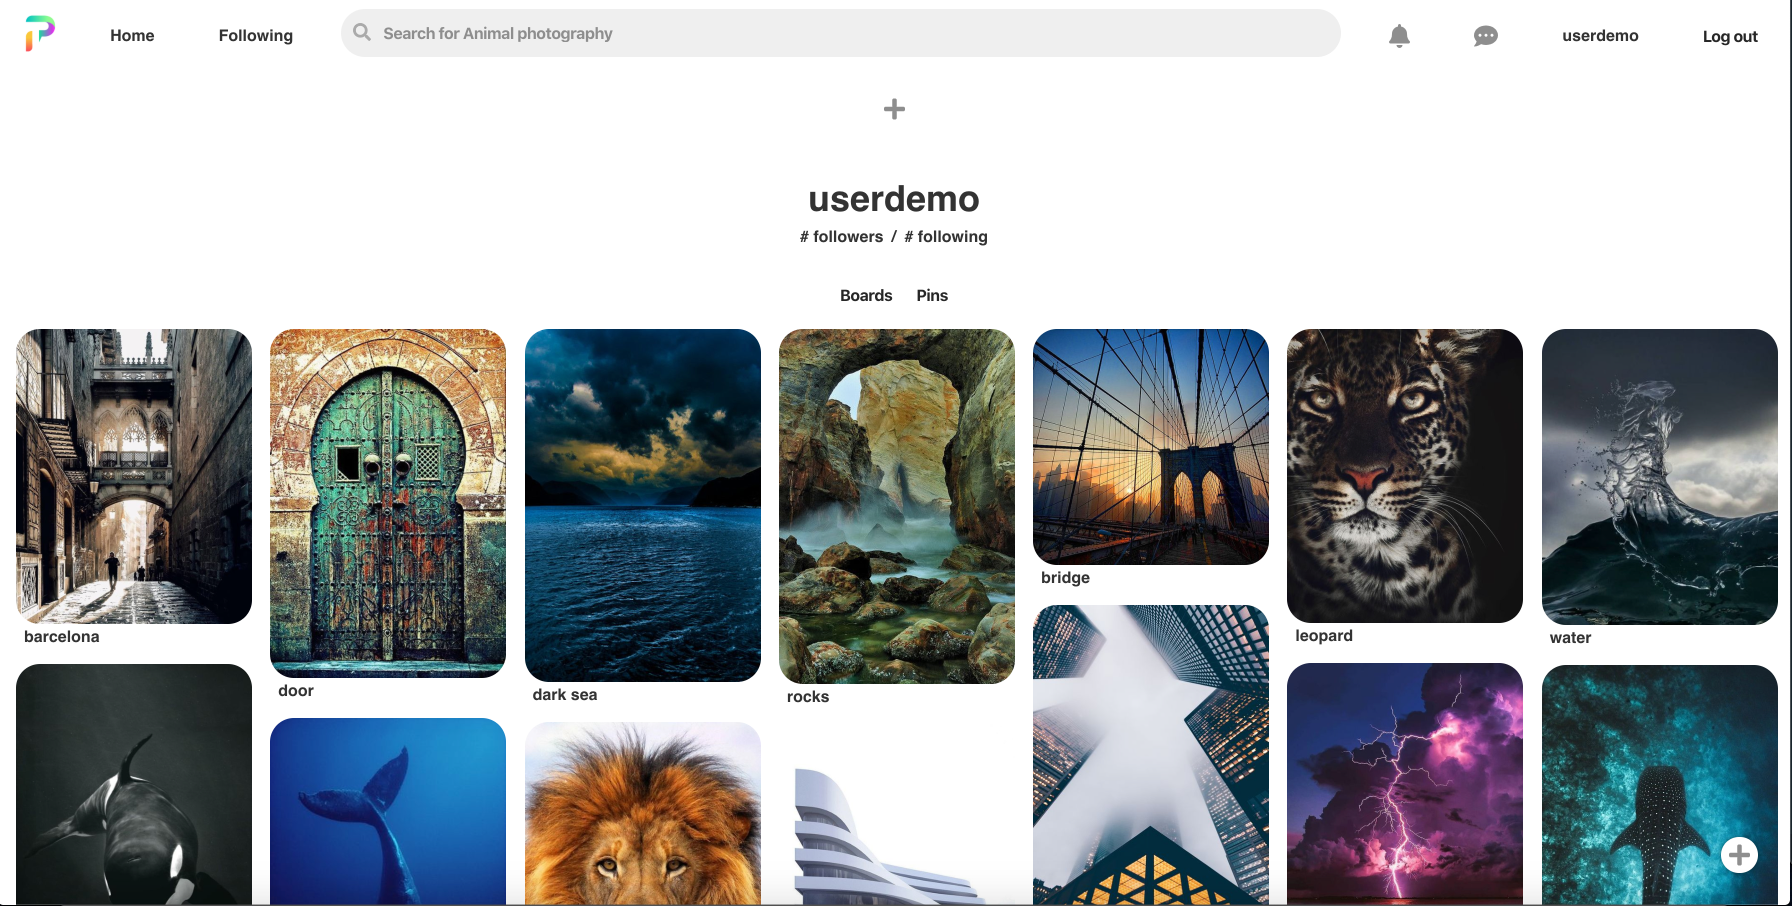 P
Home
Following
Search for Animal photography
userdemo
Log out
userdemo
# followers / # following
Boards
Pins
barcelona
door
dark sea
rocks
bridge
leopard
water